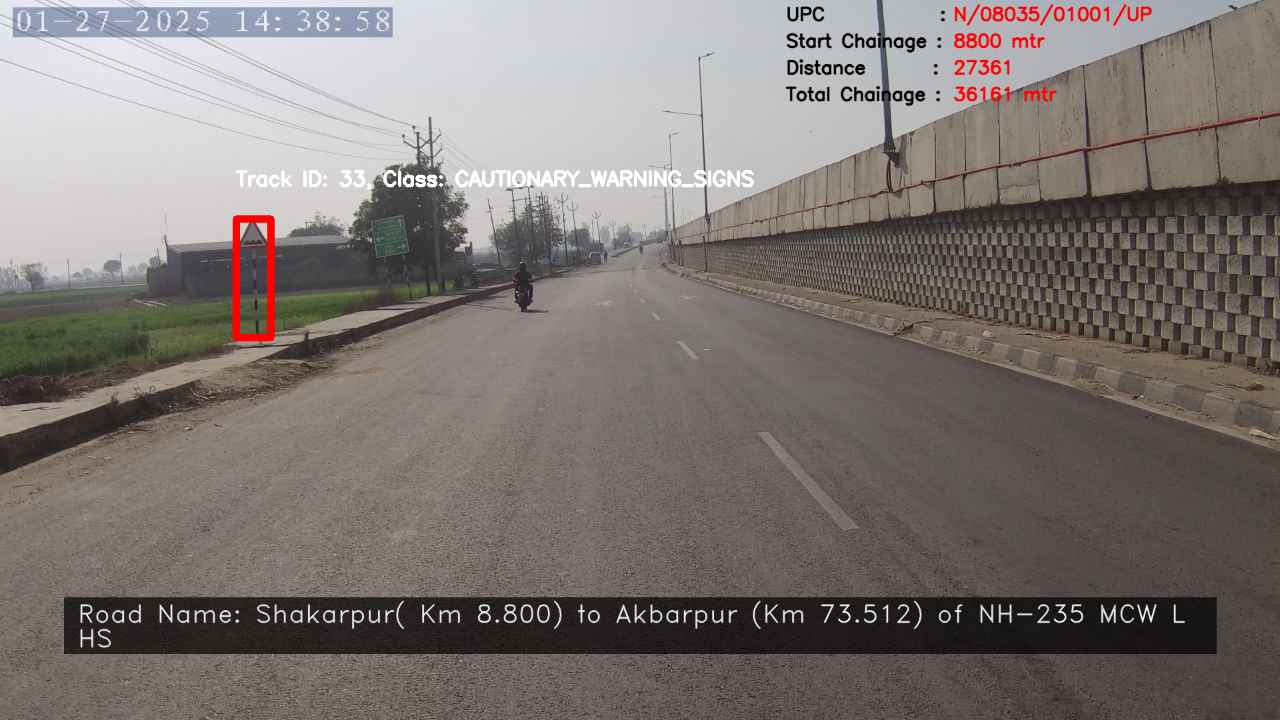 01-27-2025 14:38:58
UPC : N/08035/01001/UP
Start Chainage : 8800 mtr
Distance : 27361
Total Chainage : 36161 mtr
Track ID: 33, Class: CAUTIONARY_WARNING_SIGNS
Road Name: Shakarpur( Km 8.800) to Akbarpur (Km 73.512) of NH-235 MCW L
HS